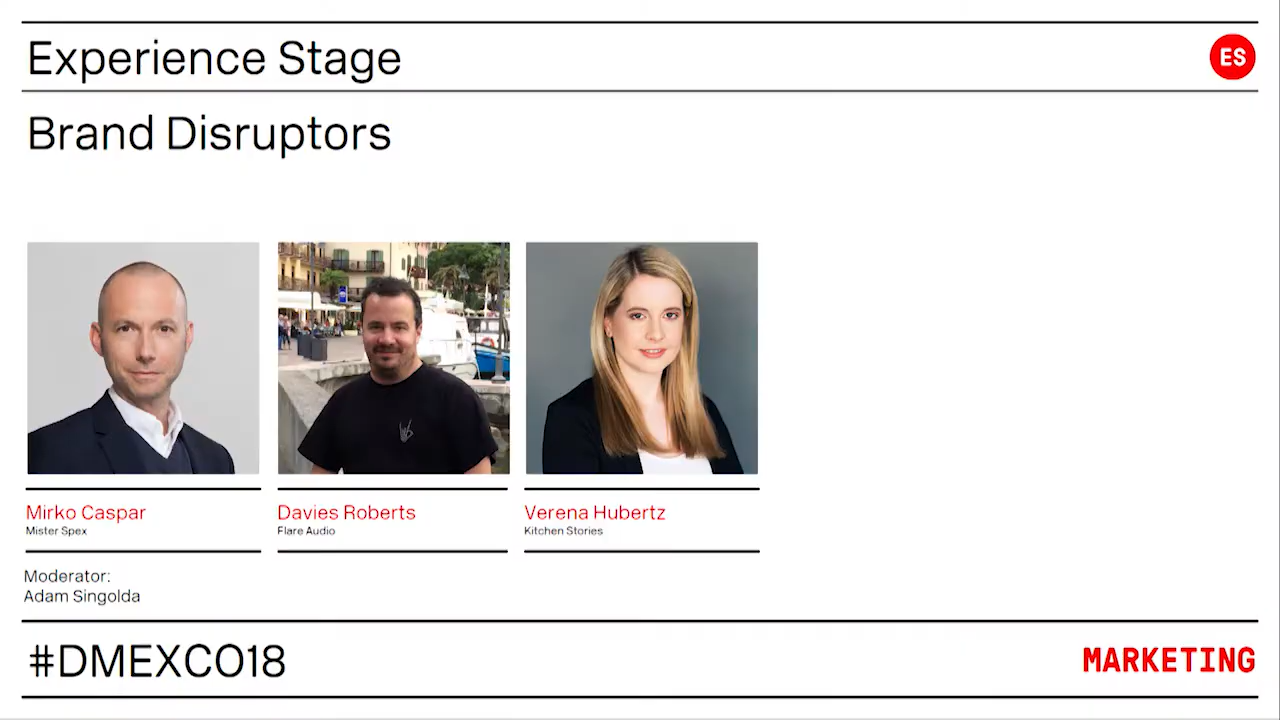 Experience Stage
ES
Brand Disruptors
Mirko Caspar
Mister Spex
Davies Roberts
Flare Audio
Verena Hubertz
Kitchen Stories
Moderator:
Adam Singolda
#DMEXCO18
MARKETING